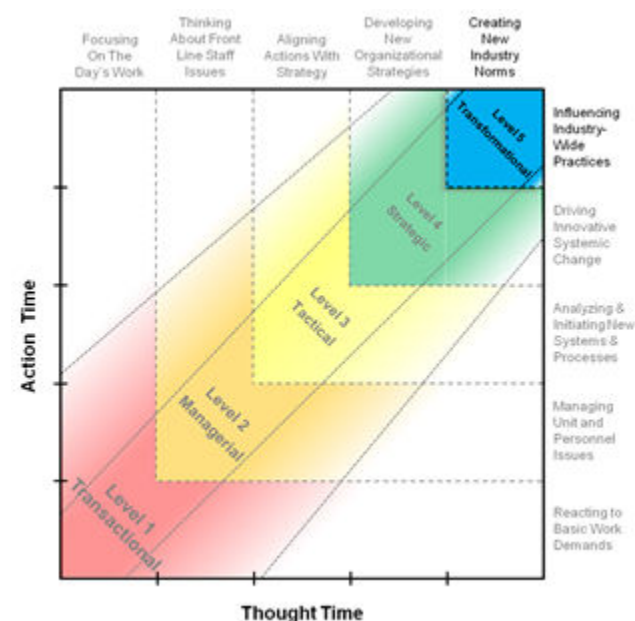 Focusing
On The
Day's Work
Thinking
About Front
Line Staff
Issues
Aligning
Actions With
Strategy
Developing
New
Organizational
Strategies
Creating
New
Industry
Norms
Level 5
Transformational
Influencing
Industry-
Wide
Practices
Level 4
Strategic
Driving
Innovative
Systemic
Change
Level 3
Tactical
Analyzing &
Initiating New
Systems &
Processes
Level 2
Managerial
Managing
Unit and
Personnel
Issues
Level 1
Transactional
Reacting to
Basic Work
Demands
Action Time
Thought Time